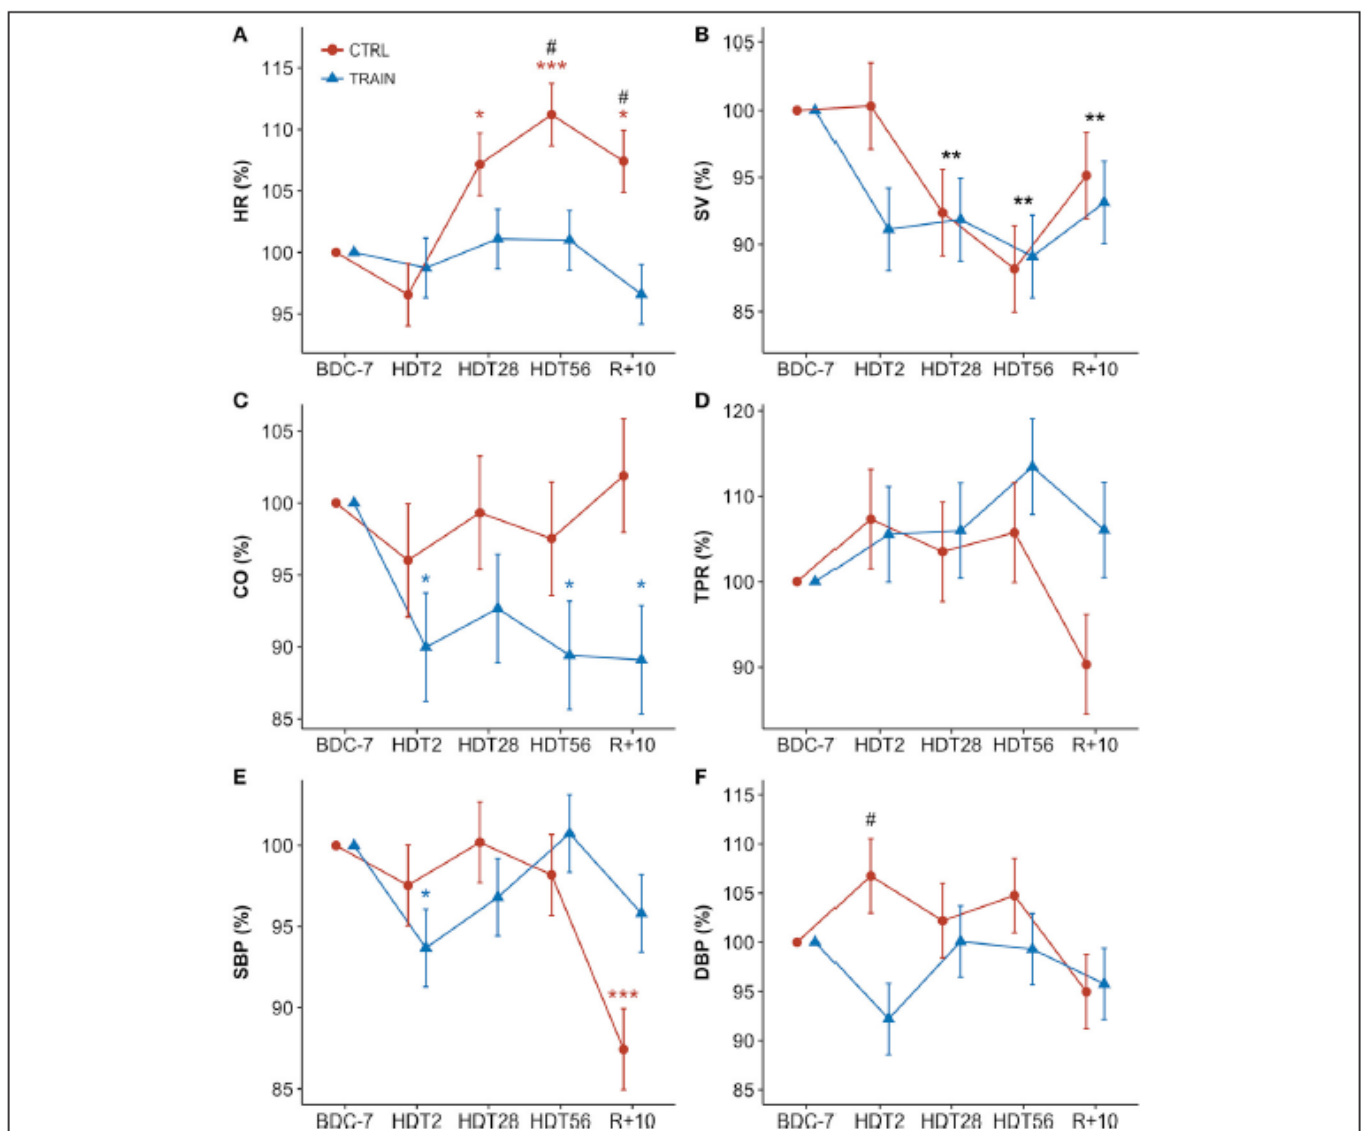 A
CTRL
TRAIN
#
***
*
#
*
HR (%)
115
110
105
100
95
BDC-7 HDT2 HDT28 HDT56 R+10
B
SV (%)
105
100
95
90
85
**
**
**
BDC-7 HDT2 HDT28 HDT56 R+10
C
CO (%)
105
100
95
90
85
* * *
BDC-7 HDT2 HDT28 HDT56 R+10
D
TPR (%)
120
110
100
90
BDC-7 HDT2 HDT28 HDT56 R+10
E
SBP (%)
100
95
90
85
*
***
BDC-7 HDT2 HDT28 HDT56 R+10
F
DBP (%)
115
110
105
100
95
90
85
#
BDC-7 HDT2 HDT28 HDT56 R+10